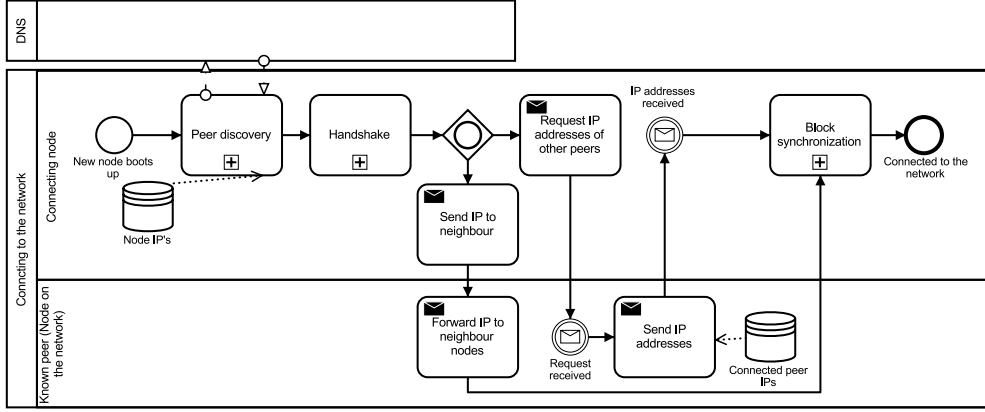 DNS
Conncting to the network
Connecting node
Known peer (Node on
the network)
New node boots
up
Peer discovery
Node IP's
Handshake
Request IP
addresses of
other peers
Send IP to
neighbour
IP addresses
received
Block
synchronization
Connected to the
network
Forward IP to
neighbour
nodes
Request
received
Send IP
addresses
Connected peer
IPs